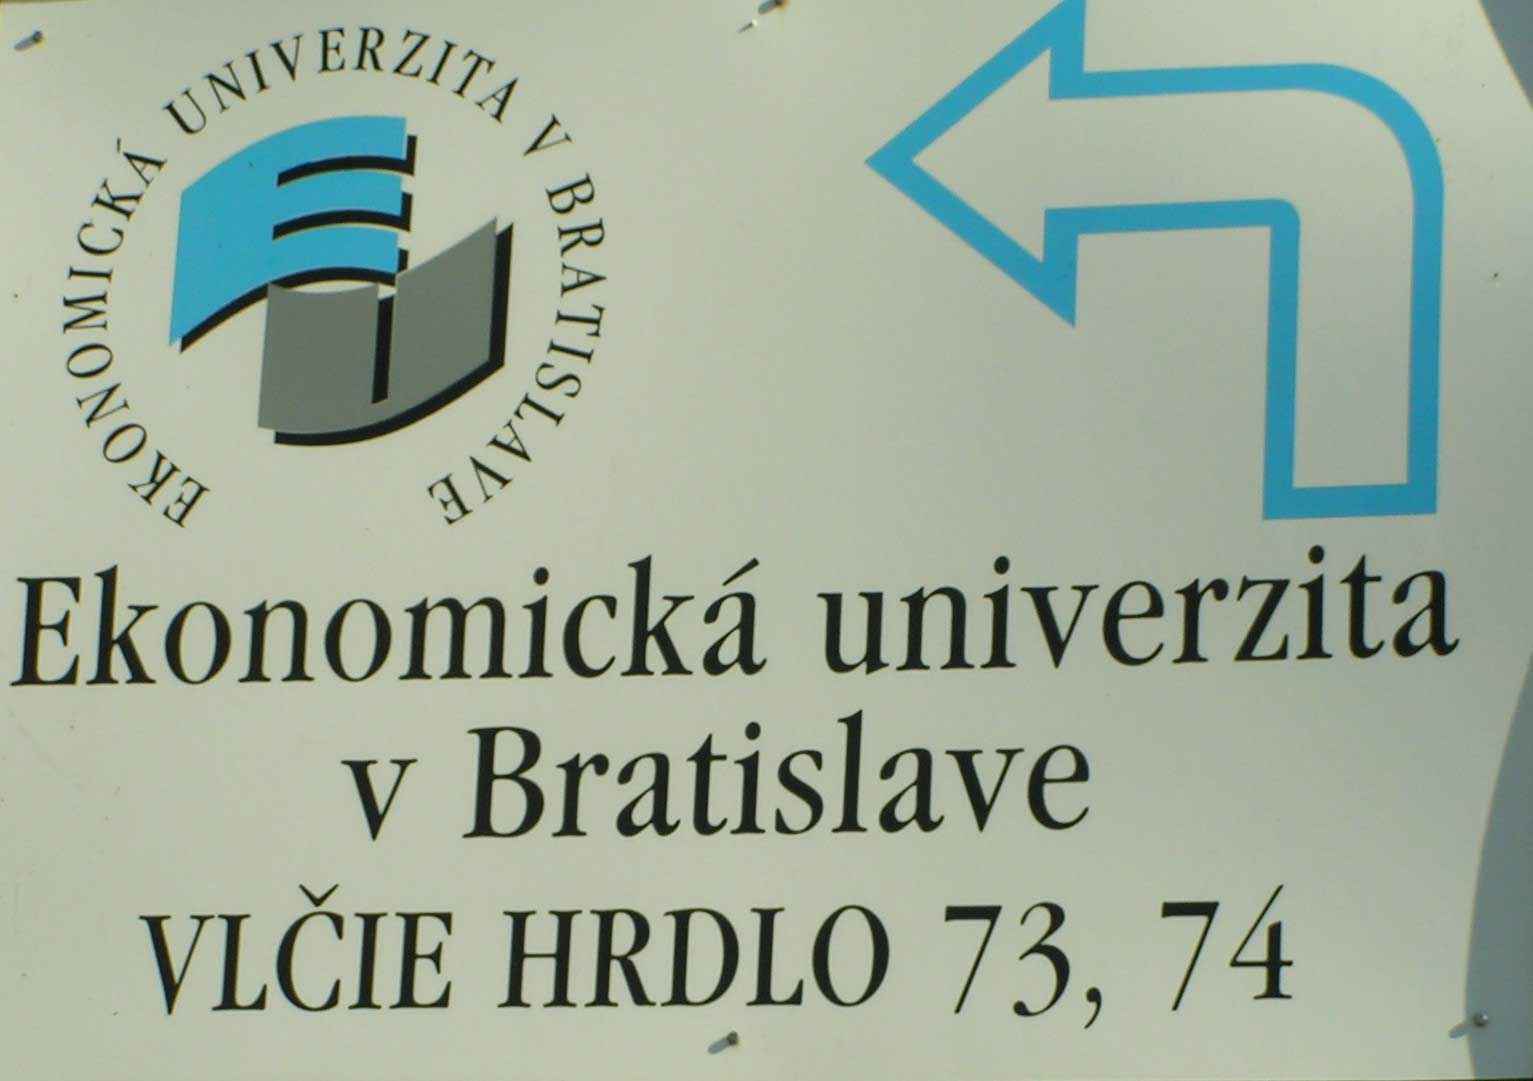 EKONOMICKÁ UNIVERZITA V BRATISLAVE
Ekonomická univerzita
v Bratislave
VLČIE HRDLO 73, 74